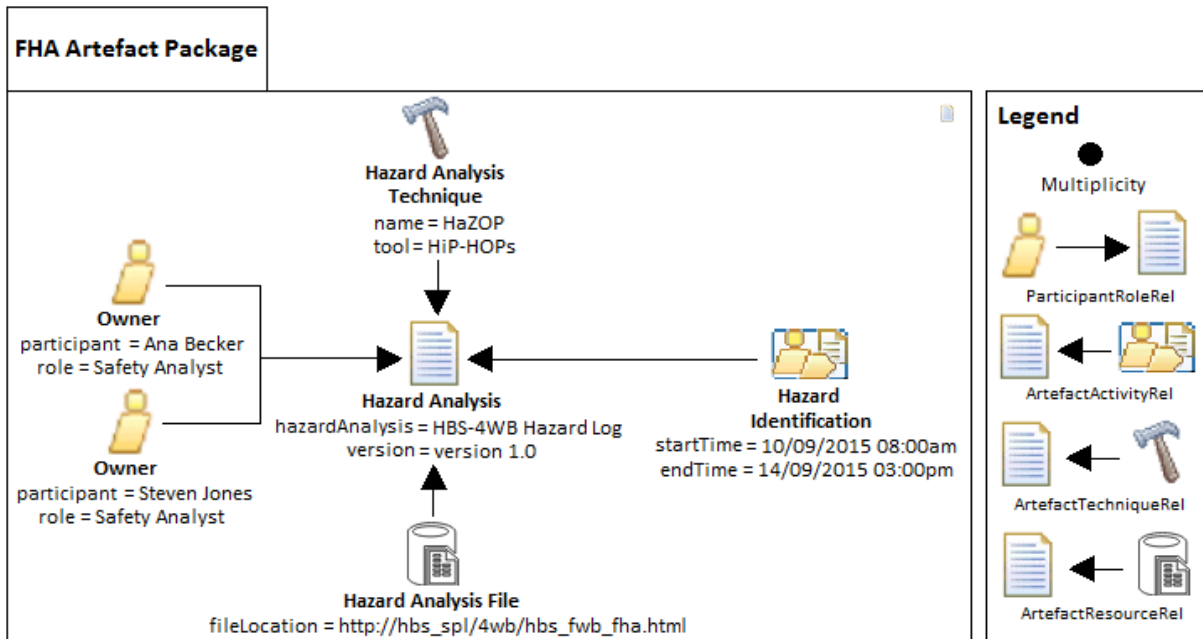 FHA Artefact Package
Hazard Analysis
Technique
name = HaZOP
tool = HiP-HOPs
Owner
participant = Ana Becker
role = Safety Analyst
Owner
participant = Steven Jones
role = Safety Analyst
Hazard Analysis
hazardAnalysis = HBS-4WB Hazard Log
version = version 1.0
Hazard
Identification
startTime = 10/09/2015 08:00am
endTime = 14/09/2015 03:00pm
Hazard Analysis File
fileLocation = http://hbs_spl/4wb/hbs_fwb_fha.html
Legend
Multiplicity
ParticipantRoleRel
ArtefactActivityRel
ArtefactTechniqueRel
ArtefactResourceRel